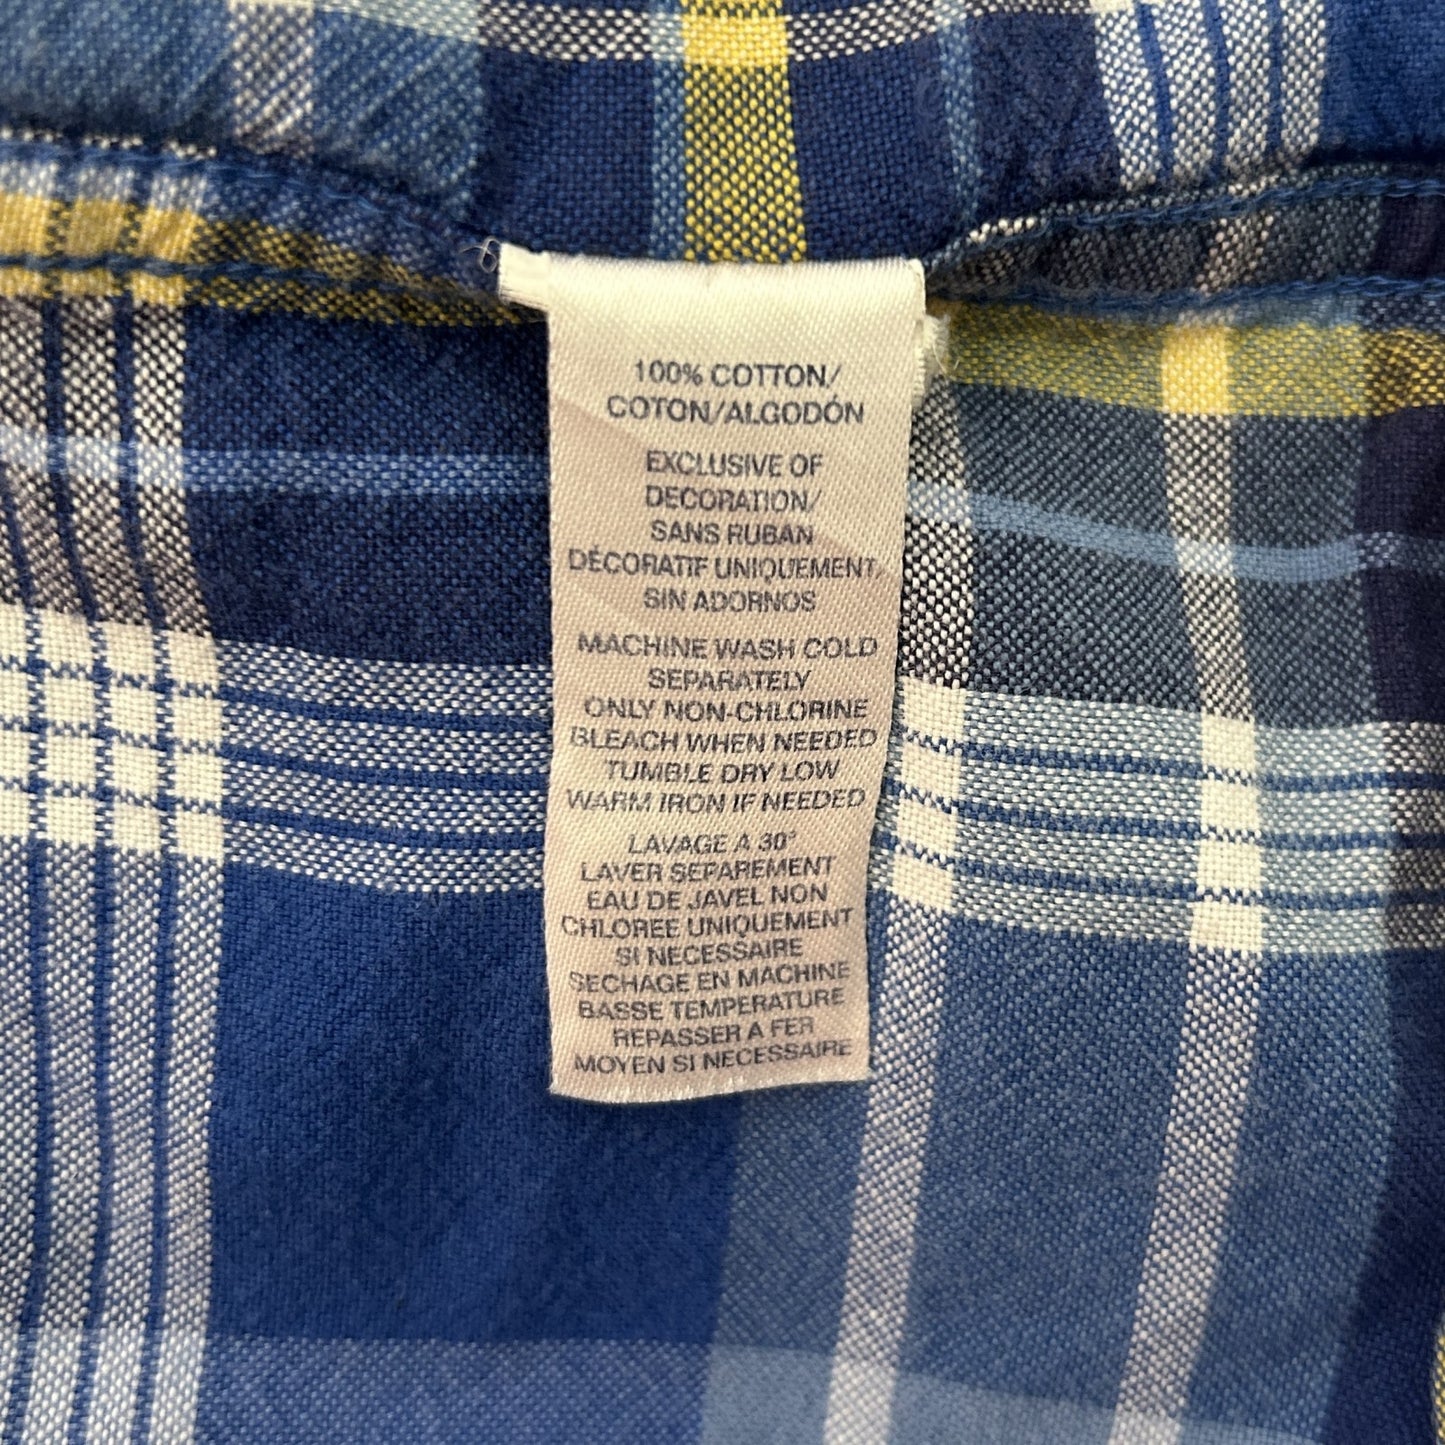 100% COTTON/
COTON/ALGODÓN
EXCLUSIVE OF
DECORATION/
SANS RUBAN
DÉCORATIF UNIQUEMENT/
SIN ADORNOS
MACHINE WASH COLD
SEPARATELY
ONLY NON-CHLORINE
BLEACH WHEN NEEDED
TUMBLE DRY LOW
WARM IRON IF NEEDED
LAVAGE A 30°
LAVER SEPAREMENT
EAU DE JAVEL NON
CHLOREE UNIQUEMENT
SI NECESSAIRE
SECHAGE EN MACHINE
BASSE TEMPERATURE
REPASSER A FER
MOYEN SI NECESSAIRE